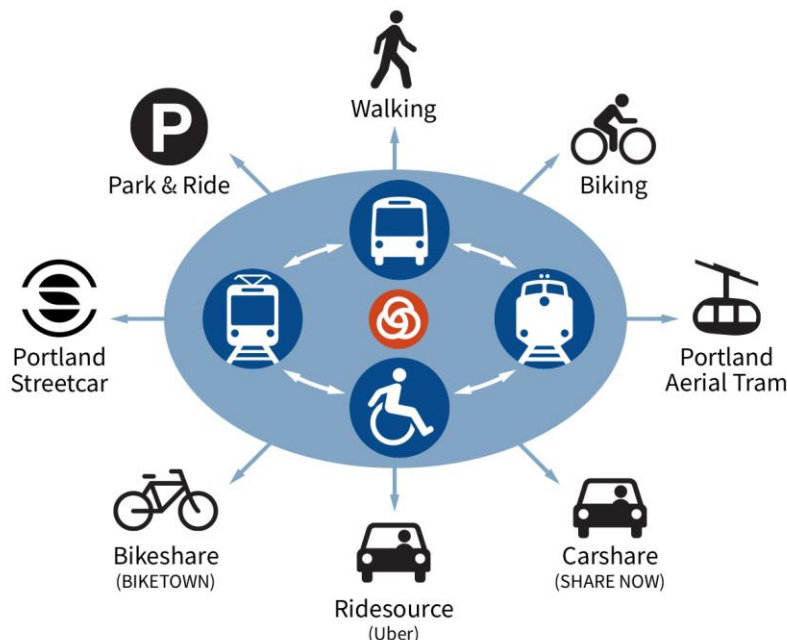 Walking
P
Park & Ride
Biking
Portland
Streetcar
Portland
Aerial Tram
Bikeshare
(BIKETOWN)
Ridesource
(Uber)
Carshare
(SHARE NOW)